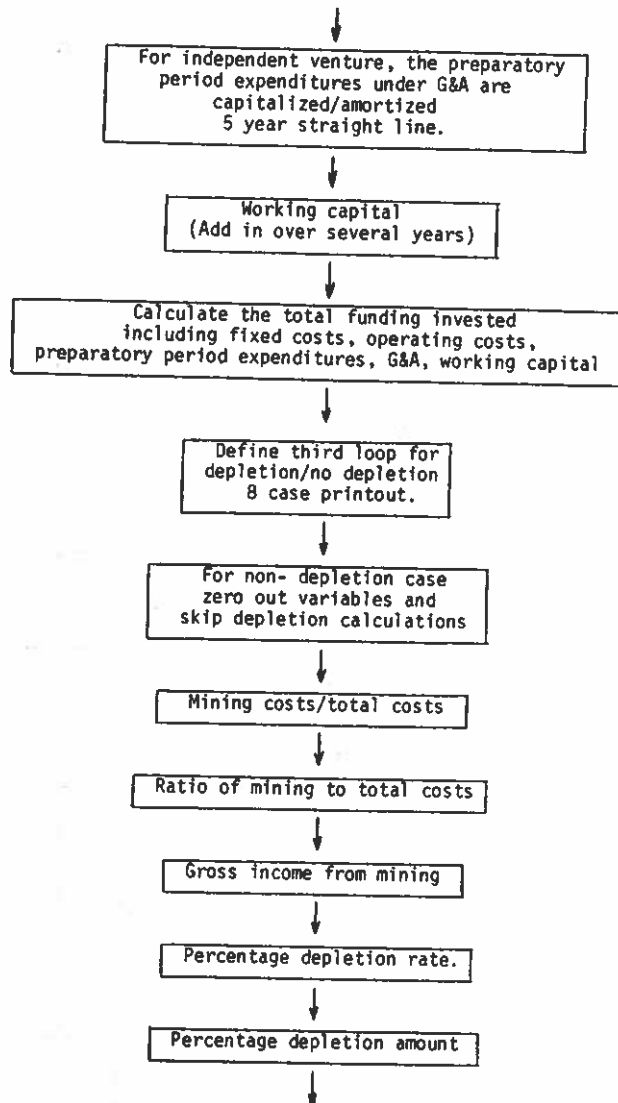 For independent venture, the preparatory
period expenditures under G&A are
capitalized/amortized
5 year straight line.
Working capital
(Add in over several years)
Calculate the total funding invested
including fixed costs, operating costs,
preparatory period expenditures, G&A, working capital
Define third loop for
depletion/no depletion
8 case printout.
For non- depletion case
zero out variables and
skip depletion calculations
Mining costs/total costs
Ratio of mining to total costs
Gross income from mining
Percentage depletion rate.
Percentage depletion amount